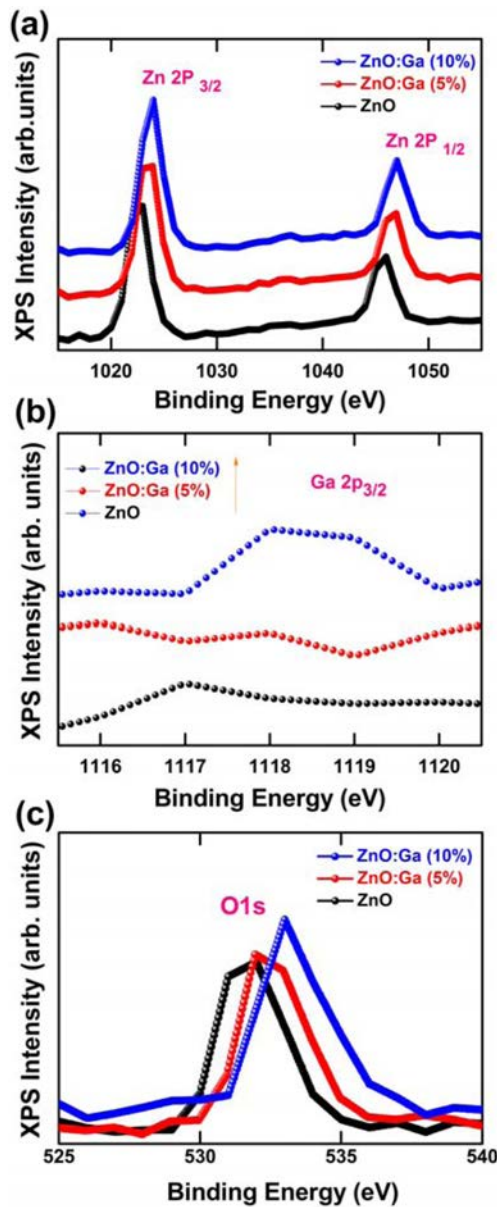 (a)
Zn 2P 3/2
ZnO:Ga (10%)
ZnO:Ga (5%)
ZnO
Zn 2P 1/2
XPS Intensity (arb.units)
1020 1030 1040 1050
Binding Energy (eV)
(b)
ZnO:Ga (10%)
ZnO:Ga (5%)
ZnO
Ga 2p3/2
XPS Intensity (arb. units)
1116 1117 1118 1119 1120
Binding Energy (eV)
(c)
ZnO:Ga (10%)
ZnO:Ga (5%)
ZnO
O1s
XPS Intensity (arb. units)
525 530 535 540
Binding Energy (eV)